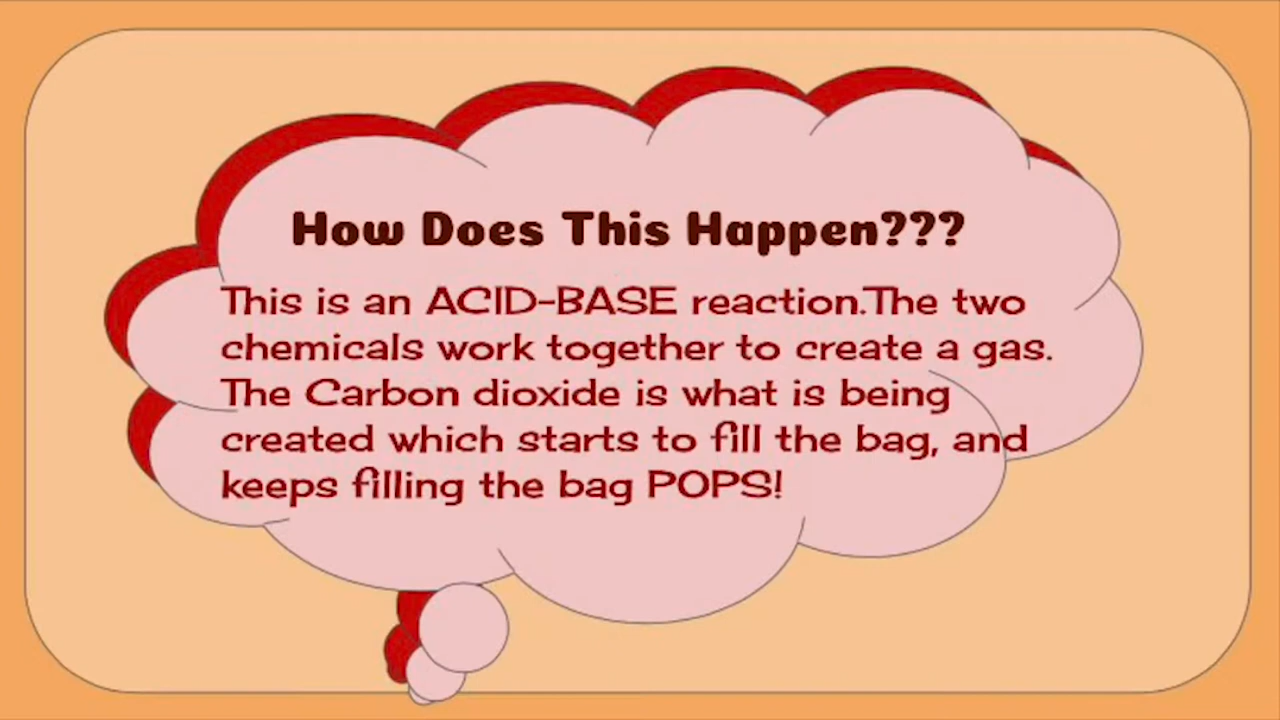 How Does This Happen???
This is an ACID-BASE reaction.The two
chemicals work together to create a gas.
The Carbon dioxide is what is being
created which starts to fill the bag, and
keeps filling the bag POPS!